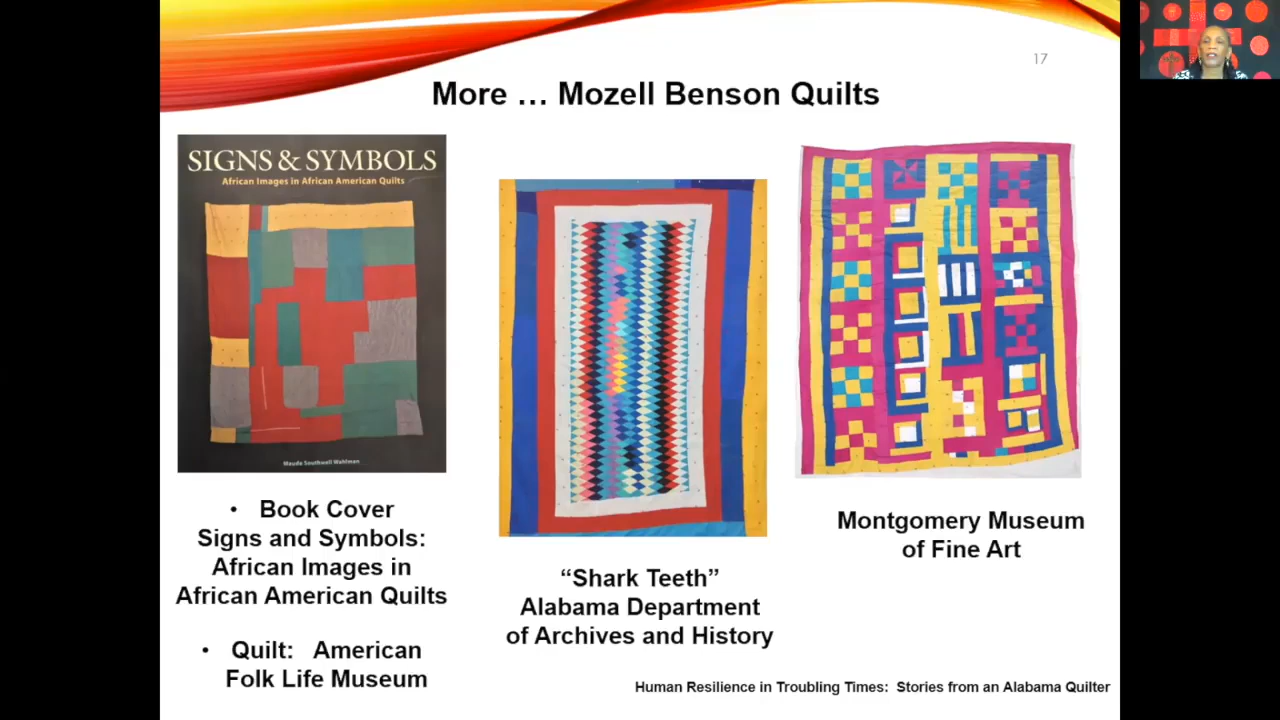 17
More … Mozell Benson Quilts
SIGNS & SYMBOLS
African Images in African American Quilts
Maude Southwell Wahlman
• Book Cover
Signs and Symbols:
African Images in
African American Quilts
• Quilt: American
Folk Life Museum
“Shark Teeth”
Alabama Department
of Archives and History
Montgomery Museum
of Fine Art
Human Resilience in Troubling Times: Stories from an Alabama Quilter